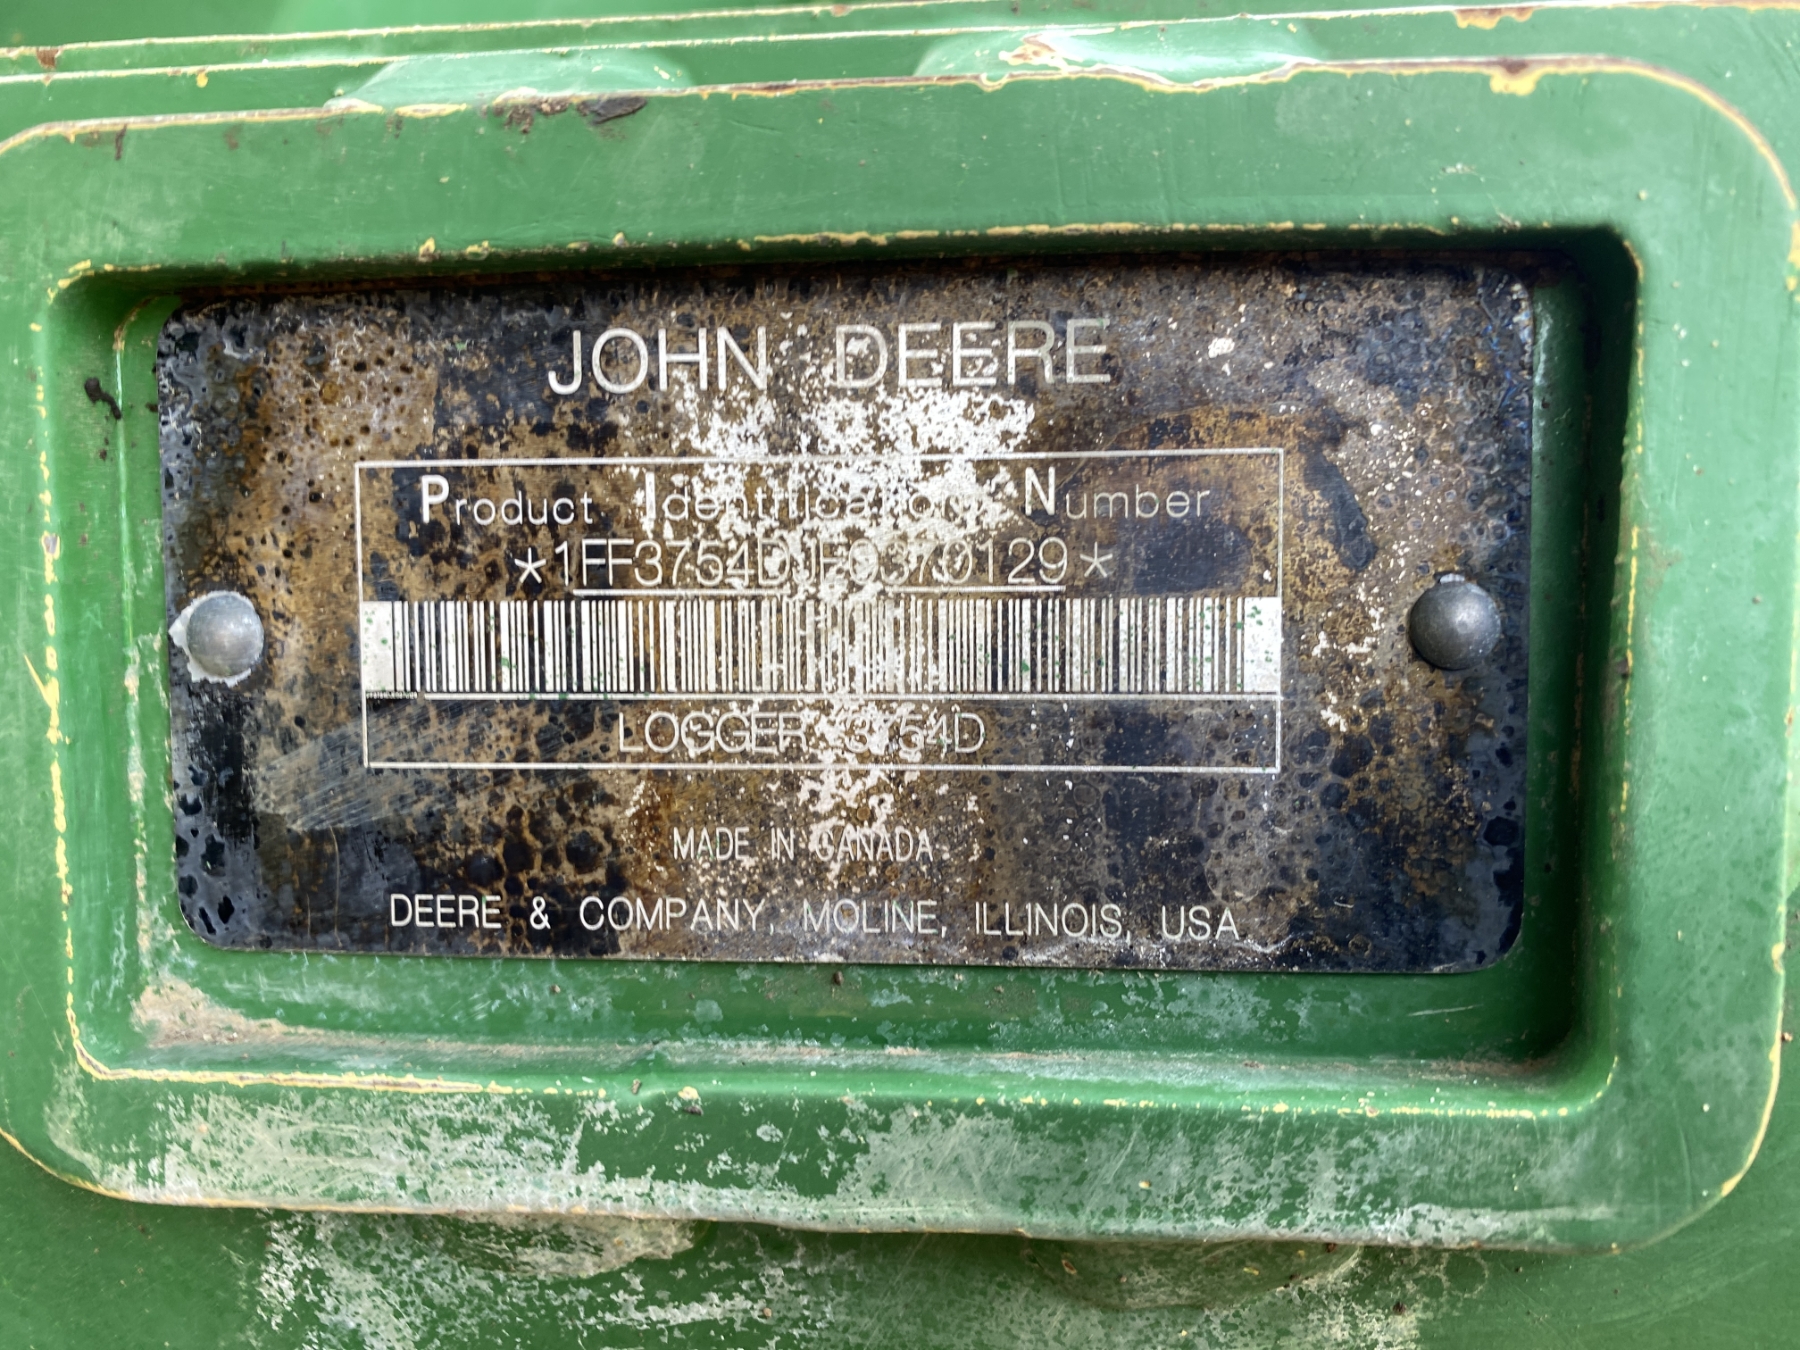 JOHN DEERE
Product Identification Number
*1FF3754DJF0370129*
LOGGER 3754D
MADE IN CANADA
DEERE & COMPANY, MOLINE, ILLINOIS, USA